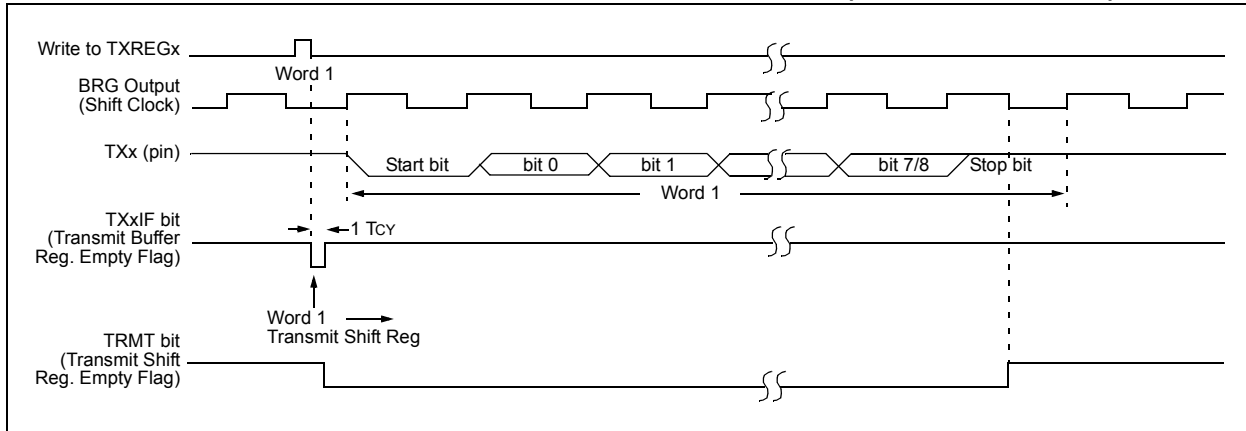 Write to TXREGx
Word 1
BRG Output
(Shift Clock)
TXx (pin)
Start bit
bit 0
bit 1
bit 7/8
Stop bit
Word 1
TXxIF bit
(Transmit Buffer
Reg. Empty Flag)
1 TCY
Word 1
Transmit Shift Reg
TRMT bit
(Transmit Shift
Reg. Empty Flag)